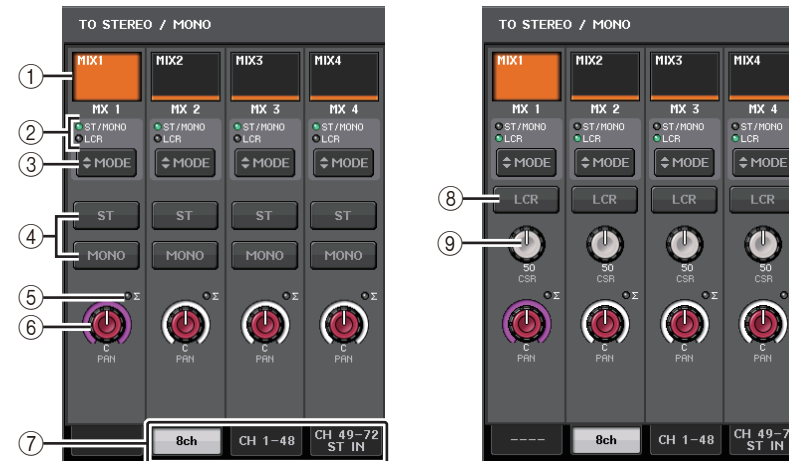 TO STEREO / MONO
MIX1 MIX2 MIX3 MIX4
① MX 1 MX 2 MX 3 MX 4
② ST/MONO ST/MONO ST/MONO ST/MONO
LCR LCR LCR LCR
③ MODE MODE MODE MODE
④ ST ST ST ST
MONO MONO MONO MONO
⑤ Σ Σ Σ Σ
⑥ C C C C
PAN PAN PAN PAN
⑦ 8ch CH 1-48 CH 49-72
ST IN
TO STEREO / MONO
MIX1 MIX2 MIX3 MIX4
MX 1 MX 2 MX 3 MX 4
ST/MONO ST/MONO ST/MONO ST/MONO
LCR LCR LCR LCR
MODE MODE MODE MODE
⑧ LCR LCR LCR LCR
⑨ 50 50 50 50
CSR CSR CSR CSR
Σ Σ Σ Σ
C C C C
PAN PAN PAN PAN
---- 8ch CH 1-48 CH 49-7
ST IN